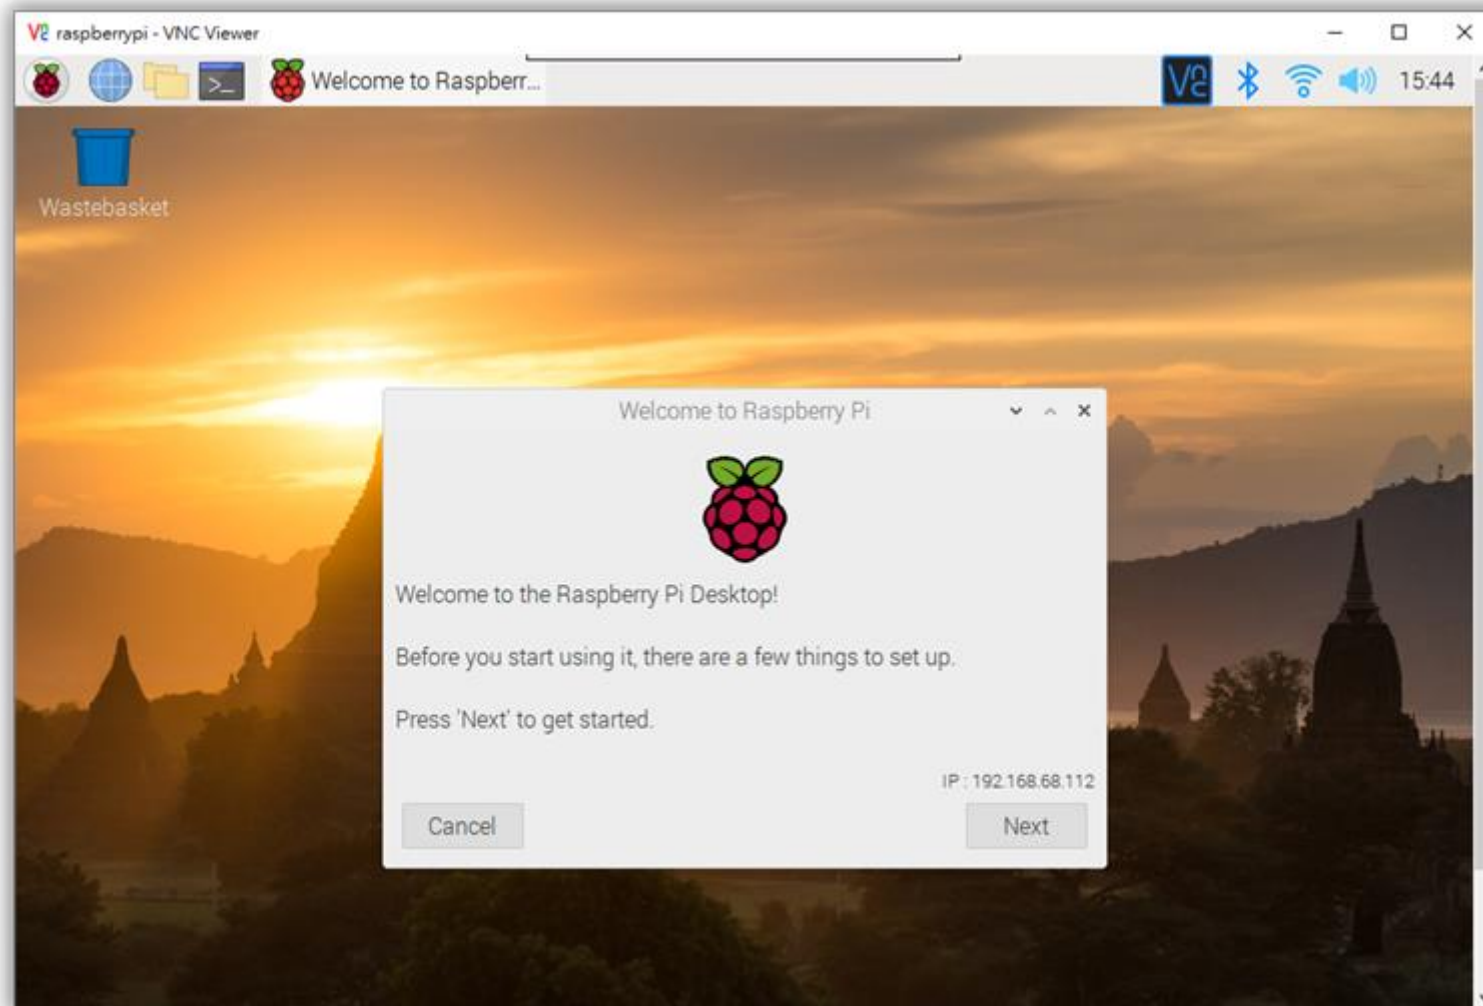 raspberrypi - VNC Viewer
Welcome to Raspberr...
15:44
Wastebasket
Welcome to Raspberry Pi
Welcome to the Raspberry Pi Desktop!
Before you start using it, there are a few things to set up.
Press 'Next' to get started.
IP : 192.168.68.112
Cancel
Next